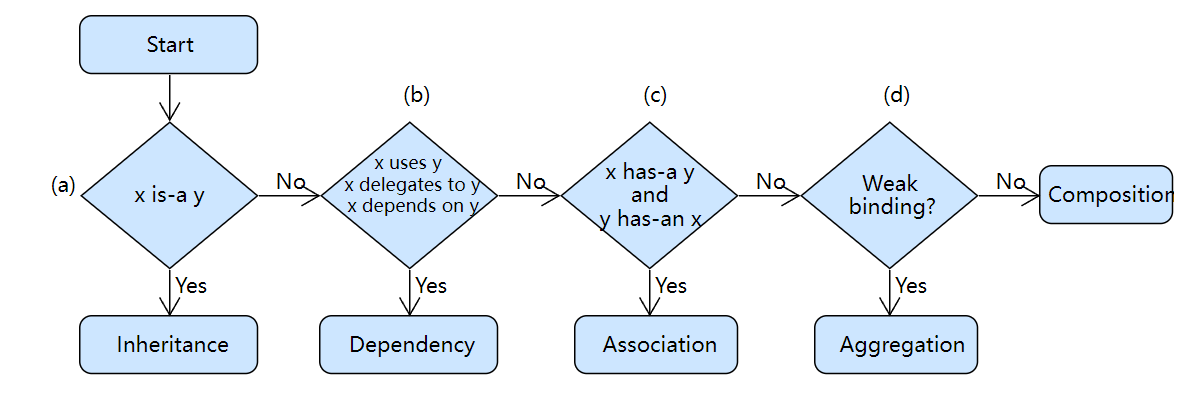 Start
(a)
x is-a y
No
Yes
Inheritance
(b)
x uses y
x delegates to y
x depends on y
No
Yes
Dependency
(c)
x has-a y
and
y has-an x
No
Yes
Association
(d)
Weak
binding?
No
Yes
Aggregation
Composition